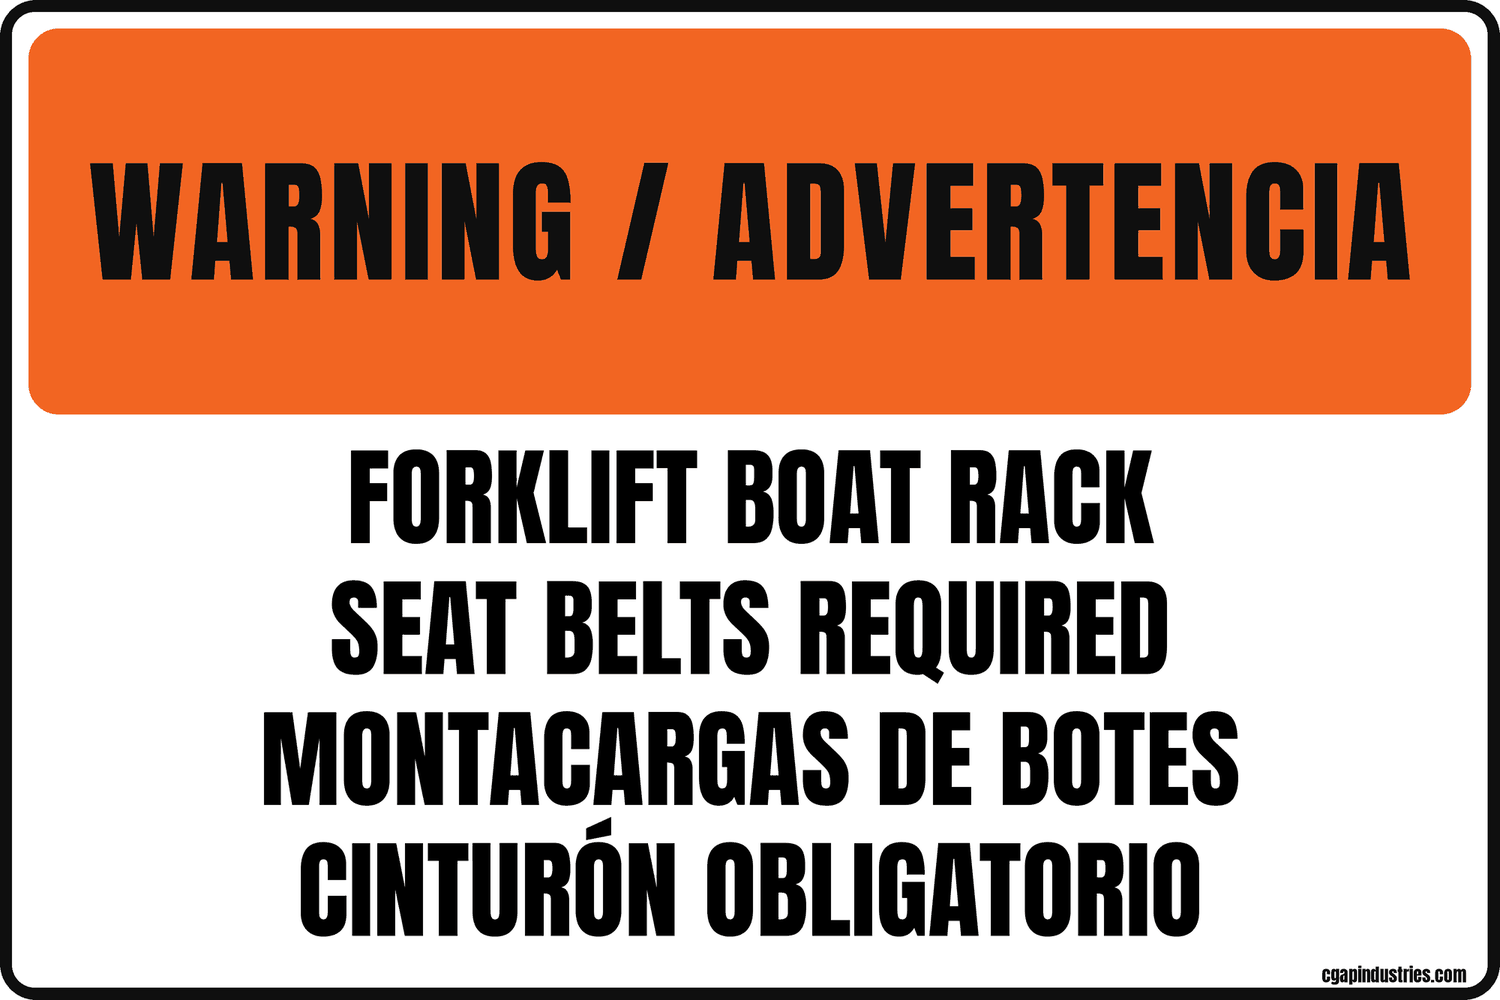 WARNING / ADVERTENCIA
FORKLIFT BOAT RACK
SEAT BELTS REQUIRED
MONTACARGAS DE BOTES
CINTURÓN OBLIGATORIO
cgapindustries.com